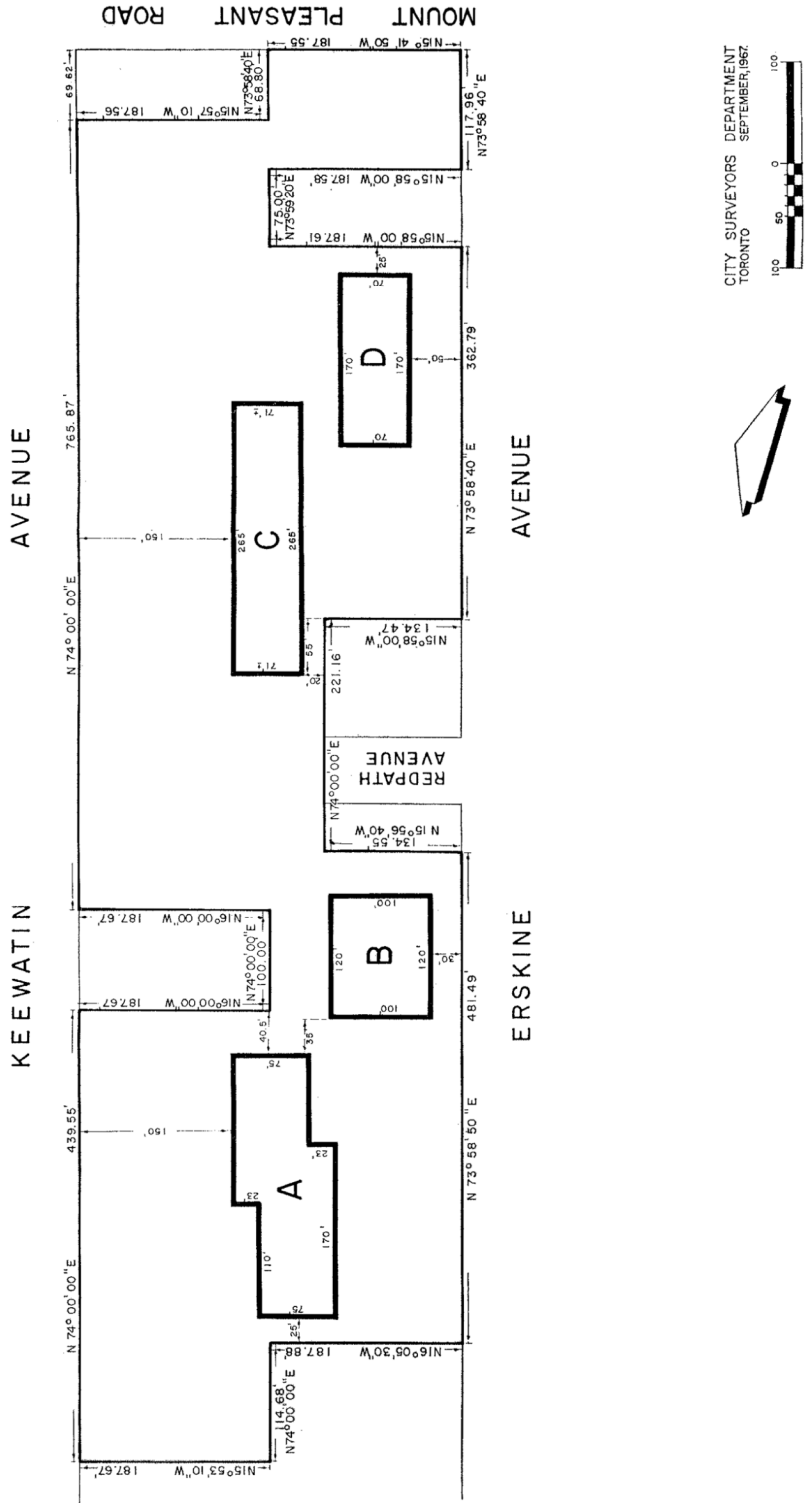 KEEWATIN AVENUE
MOUNT PLEASANT ROAD
N 74° 00' 00" E
439.55'
N 74° 00' 00" E
765.87'
69.62'
187.67'
N15° 53' 10" W
114.68'
N74° 00' 00" E
187.67
N16° 00' 00" W
N74° 00' 00" E
100.00'
187.67'
N16° 00' 00" W
187.56'
N15° 57' 10" W
N73° 58' 40" E
68.80
187.55'
N15° 41' 50" W
75.00
N73° 59' 20" E
187.61
N15° 58' 00" W
187.58'
N15° 58' 00" W
117.96'
N73° 58' 40" E
150'
A
75'
23'
110'
170'
23'
75'
25'
40.5'
35'
187.88'
N16° 05' 30" W
B
120'
120'
100'
100'
30'
N 73° 58' 50" E
481.49'
134.55'
N 15° 56' 40" W
N74° 00' 00" E
221.16'
REDPATH
AVENUE
134.47'
N15° 58' 00" W
150'
C
265'
265'
71'±
71'±
55'
20'
D
170'
170'
70'
70'
25'
50'
N 73° 58' 40" E
362.79'
ERSKINE AVENUE
CITY SURVEYORS DEPARTMENT
TORONTO SEPTEMBER, 1967.
100 50 0 100